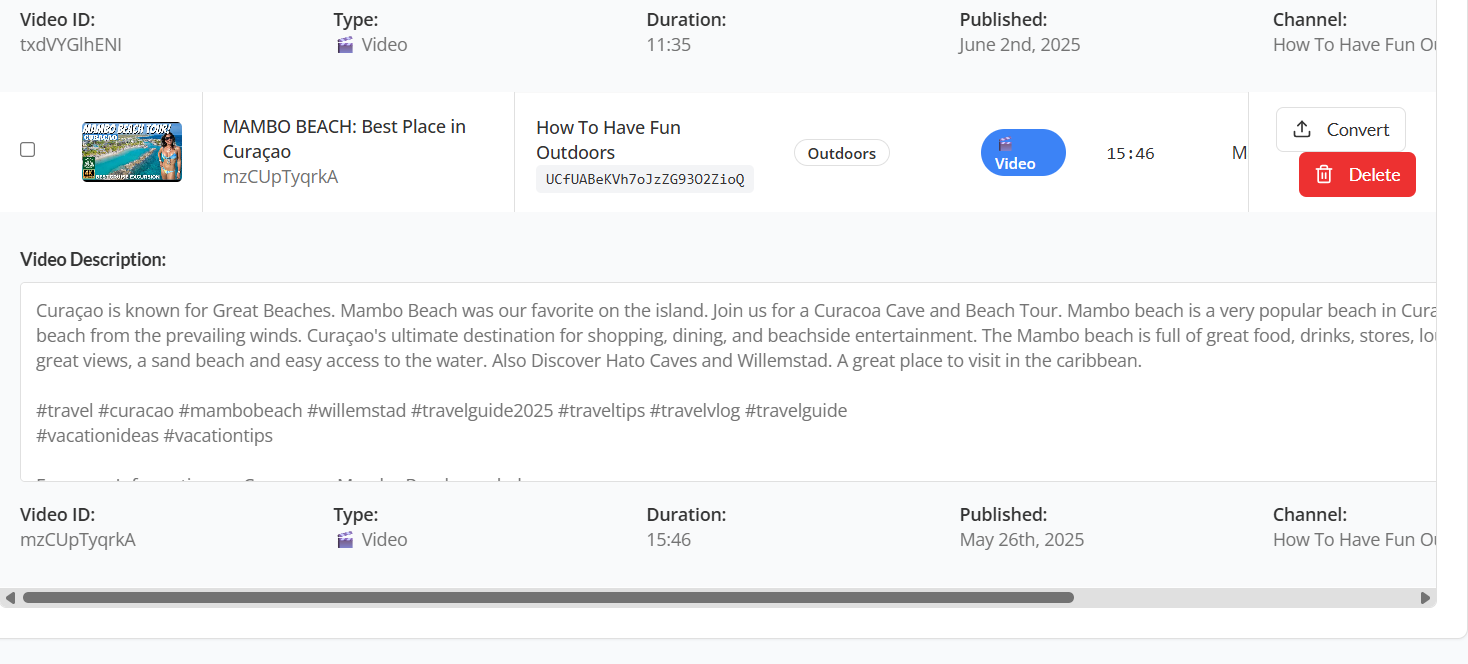 Video ID:
Type:
Duration:
Published:
Channel:
txdVYGlhENI
Video
11:35
June 2nd, 2025
How To Have Fun
MAMBO BEACH TOUR!
CURACAO
4K
BEST CRUISE EXCURSION
MAMBO BEACH: Best Place in
Curaçao
mzCUpTyqrkA
How To Have Fun
Outdoors
UCfUABeKVh7oJzZG93O2ZioQ
Outdoors
Video
15:46
M
Convert
Delete
Video Description:
Curaçao is known for Great Beaches. Mambo Beach was our favorite on the island. Join us for a Curacoa Cave and Beach Tour. Mambo beach is a very popular beach in Cura
beach from the prevailing winds. Curaçao's ultimate destination for shopping, dining, and beachside entertainment. The Mambo beach is full of great food, drinks, stores,
great views, a sand beach and easy access to the water. Also Discover Hato Caves and Willemstad. A great place to visit in the caribbean.
#travel #curacao #mambobeach #willemstad #travelguide2025 #traveltips #travelvlog #travelguide
#vacationideas #vacationtips
Video ID:
Type:
Duration:
Published:
Channel:
mzCUpTyqrkA
Video
15:46
May 26th, 2025
How To Have Fun